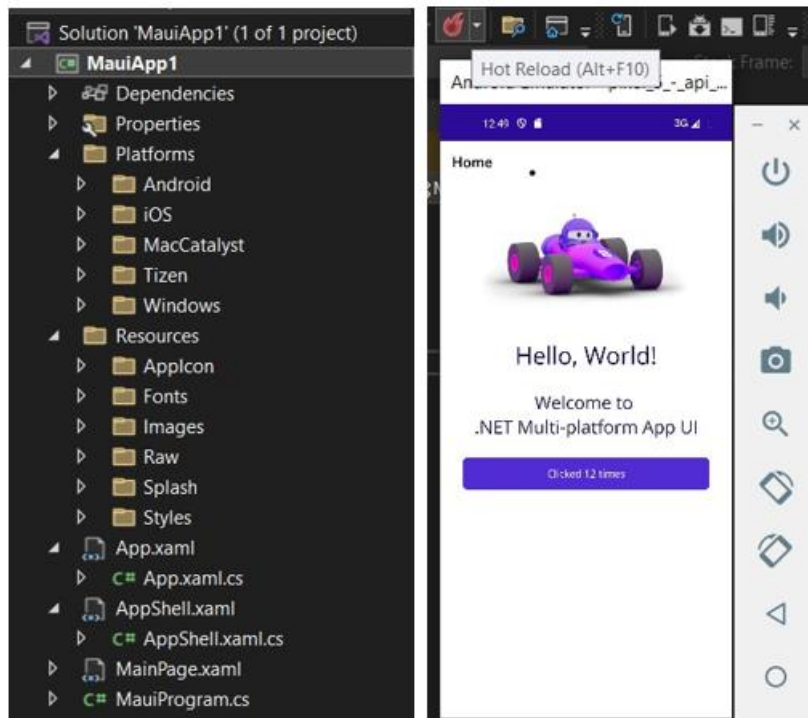 Solution 'MauiApp1' (1 of 1 project)
C# MauiApp1
Dependencies
Properties
Platforms
Android
iOS
MacCatalyst
Tizen
Windows
Resources
AppIcon
Fonts
Images
Raw
Splash
Styles
App.xaml
C# App.xaml.cs
AppShell.xaml
C# AppShell.xaml.cs
MainPage.xaml
C# MauiProgram.cs
Hot Reload (Alt+F10)
Frame:
12:49 3G
Home
Hello, World!
Welcome to
.NET Multi-platform App UI
Clicked 12 times